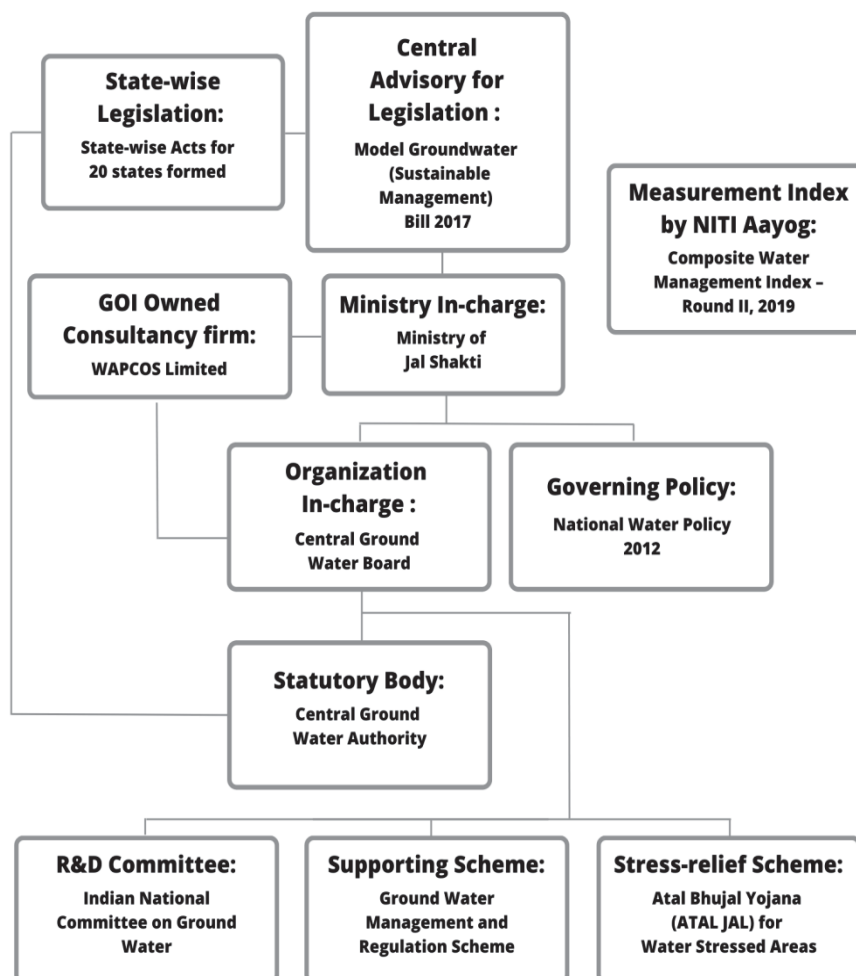 State-wise
Legislation:
State-wise Acts for
20 states formed
Central
Advisory for
Legislation :
Model Groundwater
(Sustainable
Management)
Bill 2017
Measurement Index
by NITI Aayog:
Composite Water
Management Index –
Round II, 2019
GOI Owned
Consultancy firm:
WAPCOS Limited
Ministry In-charge:
Ministry of
Jal Shakti
Organization
In-charge :
Central Ground
Water Board
Governing Policy:
National Water Policy
2012
Statutory Body:
Central Ground
Water Authority
R&D Committee:
Indian National
Committee on Ground
Water
Supporting Scheme:
Ground Water
Management and
Regulation Scheme
Stress-relief Scheme:
Atal Bhujal Yojana
(ATAL JAL) for
Water Stressed Areas